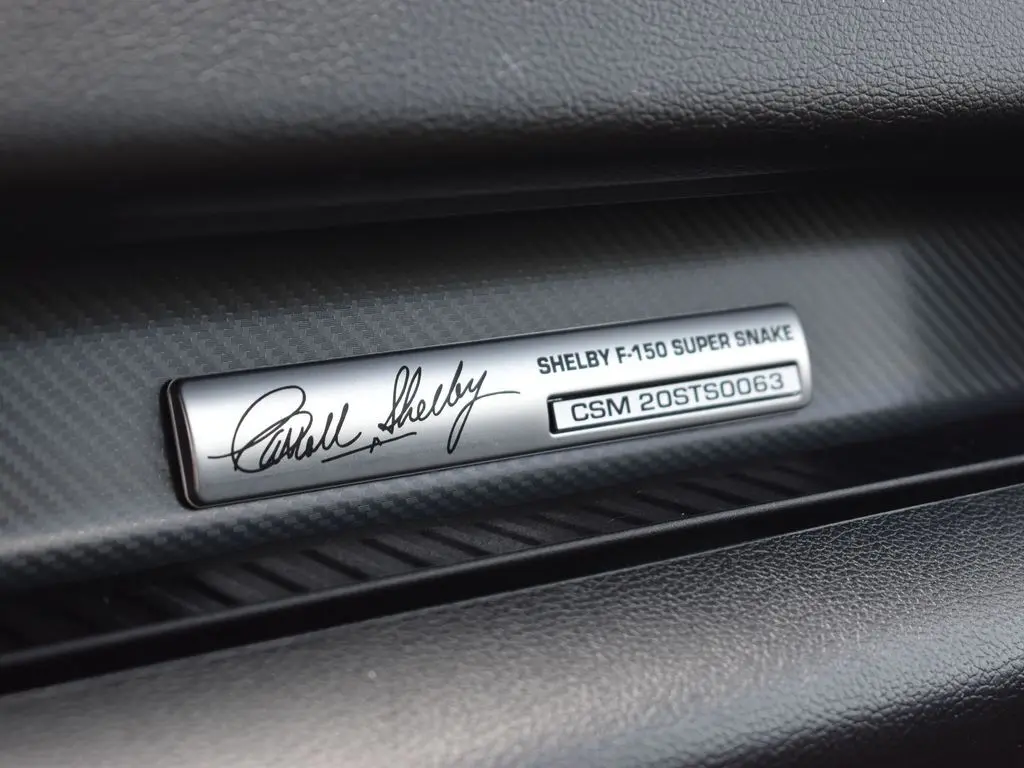 Carroll Shelby
SHELBY F-150 SUPER SNAKE
CSM 20STS0063